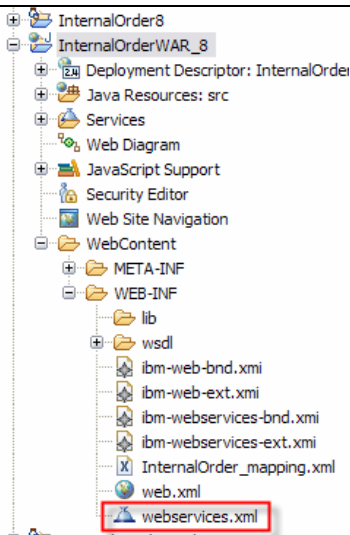 InternalOrder8
InternalOrderWAR_8
2.4 Deployment Descriptor: InternalOrder
Java Resources: src
Services
Web Diagram
JavaScript Support
Security Editor
Web Site Navigation
WebContent
META-INF
WEB-INF
lib
wsdl
ibm-web-bnd.xmi
ibm-web-ext.xmi
ibm-webservices-bnd.xmi
ibm-webservices-ext.xmi
X InternalOrder_mapping.xml
web.xml
webservices.xml